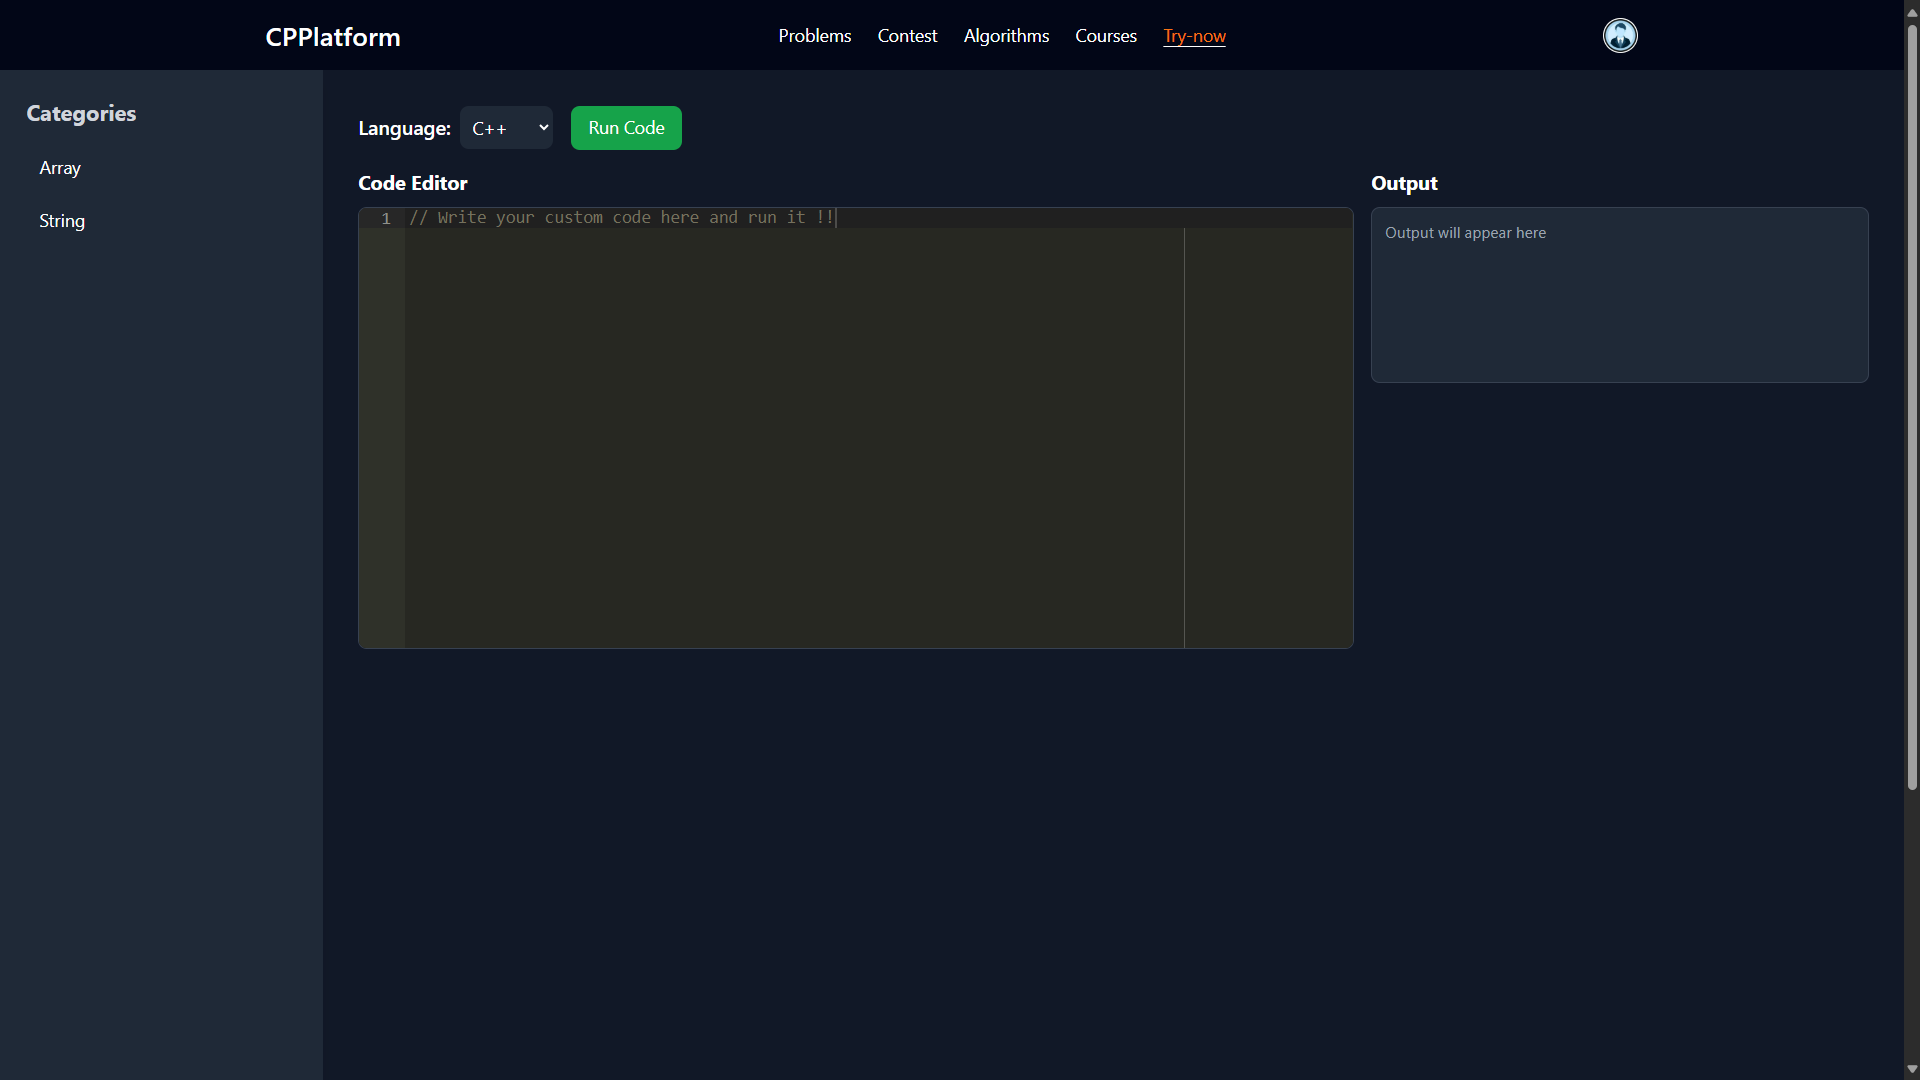 CPPlatform
Problems Contest Algorithms Courses Try-now
Categories
Array
String
Language: C++ Run Code
Code Editor
1 // Write your custom code here and run it !!
Output
Output will appear here